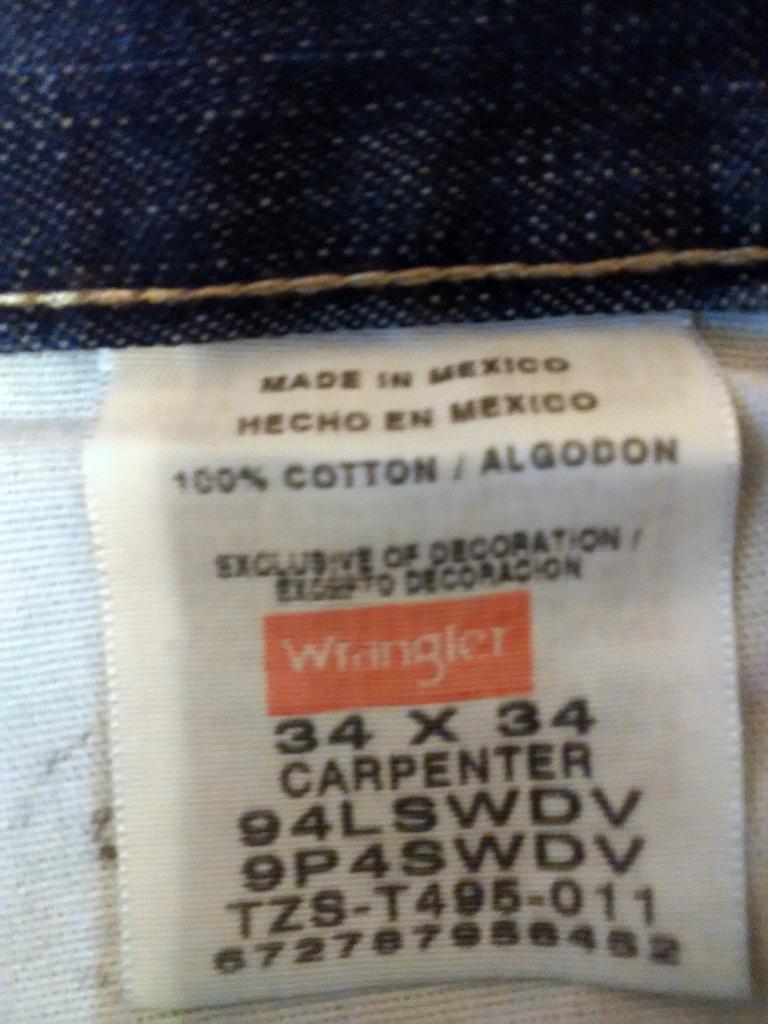 MADE IN MEXICO
HECHO EN MEXICO
100% COTTON / ALGODON
EXCLUSIVE OF DECORATION /
EXCEPTO DECORACION
Wrangler
34 X 34
CARPENTER
94LSWDV
9P4SWDV
TZS-T495-011